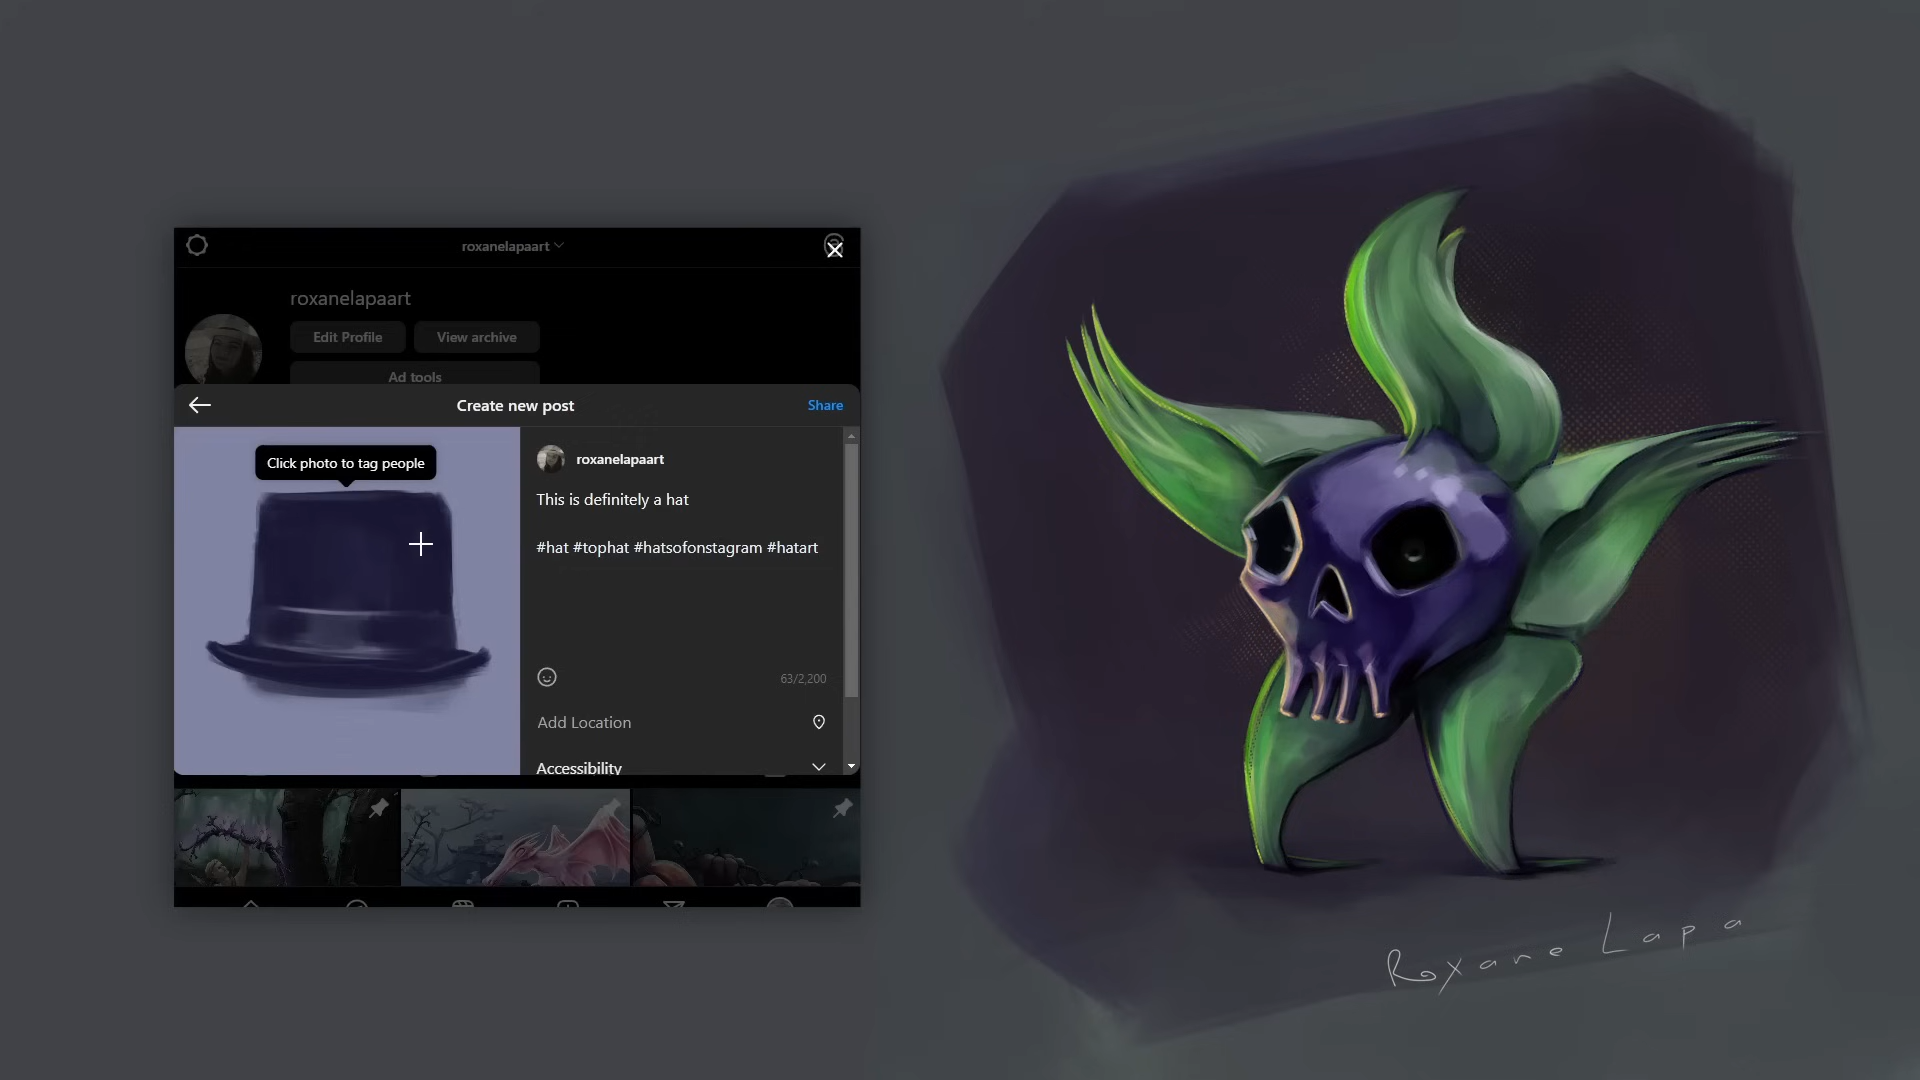 roxanelapaart
roxanelapaart
Edit Profile
View archive
Ad tools
Create new post
Share
Click photo to tag people
roxanelapaart
This is definitely a hat
#hat #tophat #hatsofonstagram #hatart
63/2,200
Add Location
Accessibility
Roxane Lapa